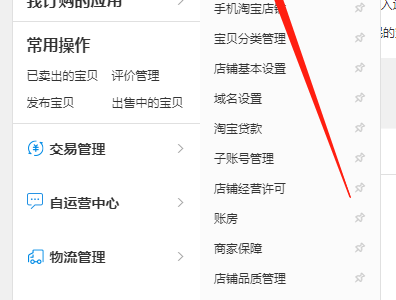 我订购的应用
常用操作
已卖出的宝贝 评价管理
发布宝贝 出售中的宝贝
交易管理
自运营中心
物流管理
手机淘宝店铺
宝贝分类管理
店铺基本设置
域名设置
淘宝贷款
子账号管理
店铺经营许可
账房
商家保障
店铺品质管理
入